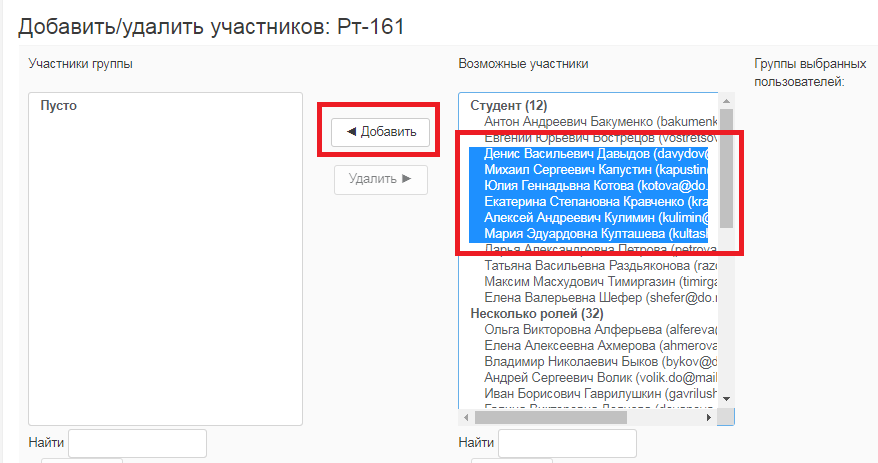 Добавить/удалить участников: Рт-161
Участники группы
Возможные участники
Группы выбранных
пользователей:
Пусто
◄ Добавить
Удалить ►
Студент (12)
Антон Андреевич Бакуменко (bakumenk
Евгений Юрьевич Вострецов (vostretsov
Денис Васильевич Давыдов (davydov@
Михаил Сергеевич Капустин (kapustin@
Юлия Геннадьвна Котова (kotova@do.
Екатерина Степановна Кравченко (kra
Алексей Андреевич Кулимин (kulimin@
Мария Эдуардовна Култашева (kultash
Дарья Александровна Петрова (petrova
Татьяна Васильевна Раздьяконова (razd
Максим Масхудович Тимиргазин (timirga
Елена Валерьевна Шефер (shefer@do.r
Несколько ролей (32)
Ольга Викторовна Алферьева (alfereva@
Елена Алексеевна Ахмерова (ahmerova
Владимир Николаевич Быков (bykov@d
Андрей Сергеевич Волик (volik.do@mail
Иван Борисович Гаврилушкин (gavrilush
Найти
Найти